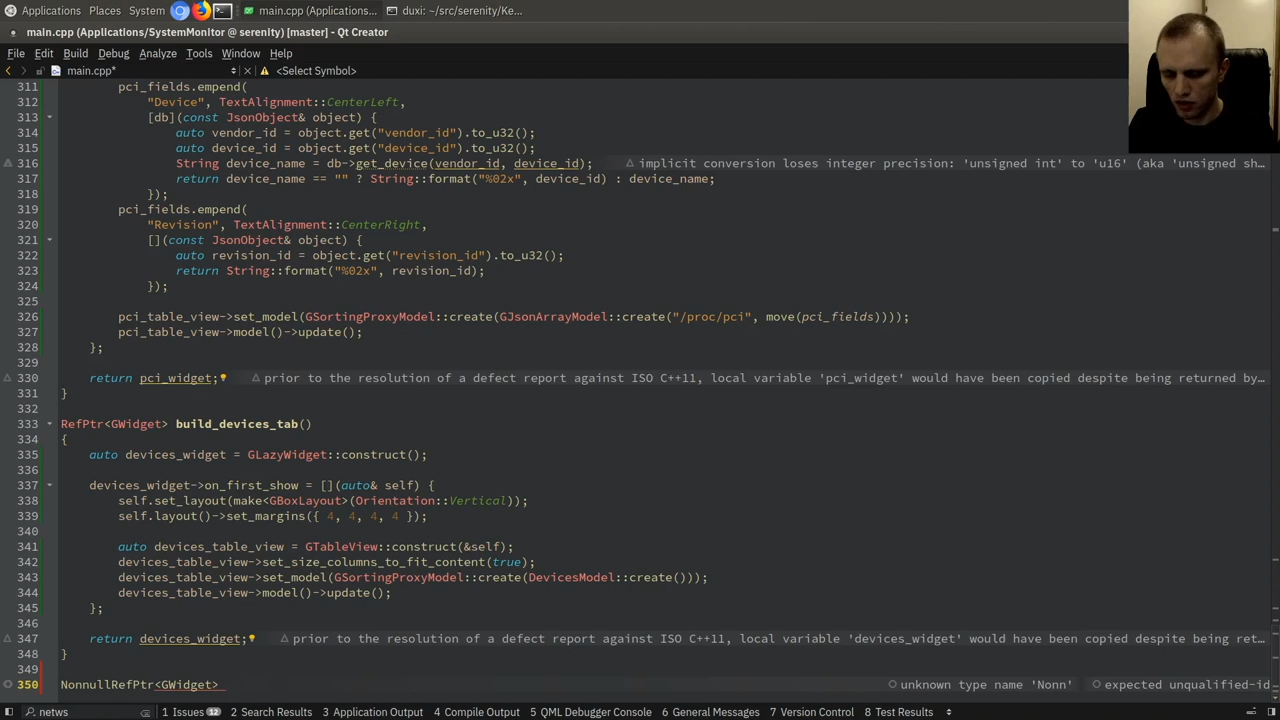 Applications Places System main.cpp (Applications/S... duxi: ~/src/serenity/Ke...
main.cpp (Applications/SystemMonitor @ serenity) [master] - Qt Creator
File Edit Build Debug Analyze Tools Window Help
main.cpp* <Select Symbol>
311 pci_fields.empend(
312 "Device", TextAlignment::CenterLeft,
313 [db](const JsonObject& object) {
314 auto vendor_id = object.get("vendor_id").to_u32();
315 auto device_id = object.get("device_id").to_u32();
316 String device_name = db->get_device(vendor_id, device_id); implicit conversion loses integer precision: 'unsigned int' to 'u16' (aka 'unsigned sh...
317 return device_name == "" ? String::format("%02x", device_id) : device_name;
318 });
319 pci_fields.empend(
320 "Revision", TextAlignment::CenterRight,
321 [](const JsonObject& object) {
322 auto revision_id = object.get("revision_id").to_u32();
323 return String::format("%02x", revision_id);
324 });
325
326 pci_table_view->set_model(GSortingProxyModel::create(GJsonArrayModel::create("/proc/pci", move(pci_fields))));
327 pci_table_view->model()->update();
328 };
329
330 return pci_widget; prior to the resolution of a defect report against ISO C++11, local variable 'pci_widget' would have been copied despite being returned by...
331 }
332
333 RefPtr<GWidget> build_devices_tab()
334 {
335 auto devices_widget = GLazyWidget::construct();
336
337 devices_widget->on_first_show = [](auto& self) {
338 self.set_layout(make<GBoxLayout>(Orientation::Vertical));
339 self.layout()->set_margins({ 4, 4, 4, 4 });
340
341 auto devices_table_view = GTableView::construct(&self);
342 devices_table_view->set_size_columns_to_fit_content(true);
343 devices_table_view->set_model(GSortingProxyModel::create(DevicesModel::create()));
344 devices_table_view->model()->update();
345 };
346
347 return devices_widget; prior to the resolution of a defect report against ISO C++11, local variable 'devices_widget' would have been copied despite being ret...
348 }
349
350 NonnullRefPtr<GWidget> unknown type name 'Nonn' expected unqualified-id
netws 1 Issues 12 2 Search Results 3 Application Output 4 Compile Output 5 QML Debugger Console 6 General Messages 7 Version Control 8 Test Results